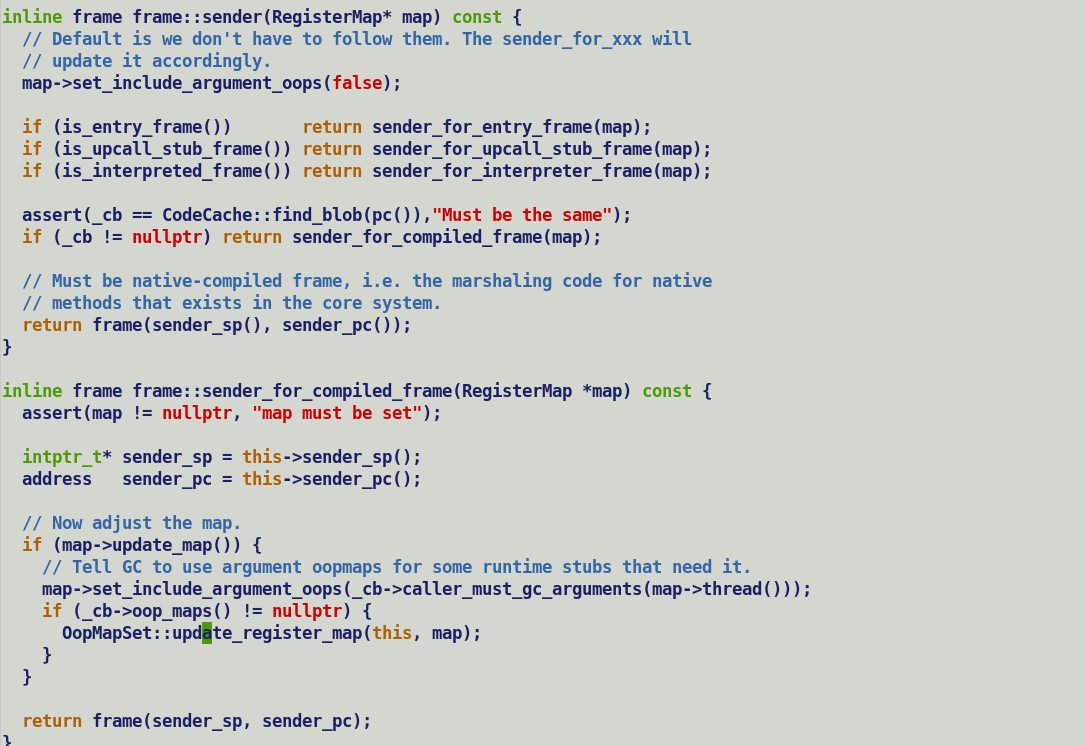 inline frame frame::sender(RegisterMap* map) const {
  // Default is we don't have to follow them. The sender_for_xxx will
  // update it accordingly.
  map->set_include_argument_oops(false);

  if (is_entry_frame())       return sender_for_entry_frame(map);
  if (is_upcall_stub_frame()) return sender_for_upcall_stub_frame(map);
  if (is_interpreted_frame()) return sender_for_interpreter_frame(map);

  assert(_cb == CodeCache::find_blob(pc()),"Must be the same");
  if (_cb != nullptr) return sender_for_compiled_frame(map);

  // Must be native-compiled frame, i.e. the marshaling code for native
  // methods that exists in the core system.
  return frame(sender_sp(), sender_pc());
}

inline frame frame::sender_for_compiled_frame(RegisterMap *map) const {
  assert(map != nullptr, "map must be set");

  intptr_t* sender_sp = this->sender_sp();
  address   sender_pc = this->sender_pc();

  // Now adjust the map.
  if (map->update_map()) {
    // Tell GC to use argument oopmaps for some runtime stubs that need it.
    map->set_include_argument_oops(_cb->caller_must_gc_arguments(map->thread()));
    if (_cb->oop_maps() != nullptr) {
      OopMapSet::update_register_map(this, map);
    }
  }

  return frame(sender_sp, sender_pc);
}